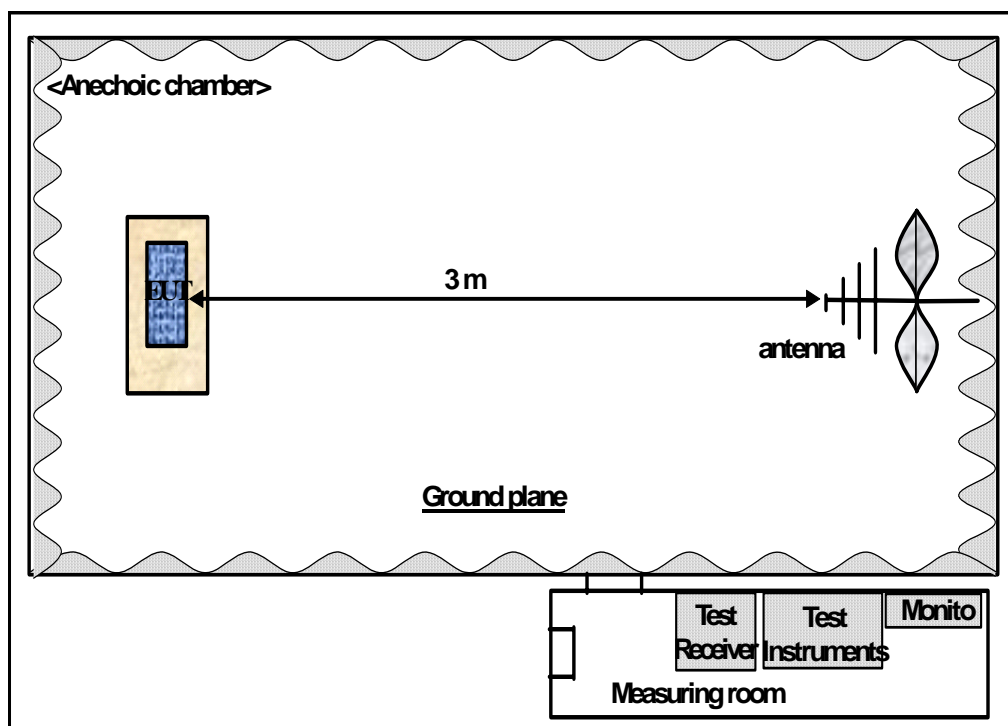 <Anechoic chamber>
EUT
3 m
antenna
Ground plane
Test
Receiver
Test
Instruments
Monito
Measuring room